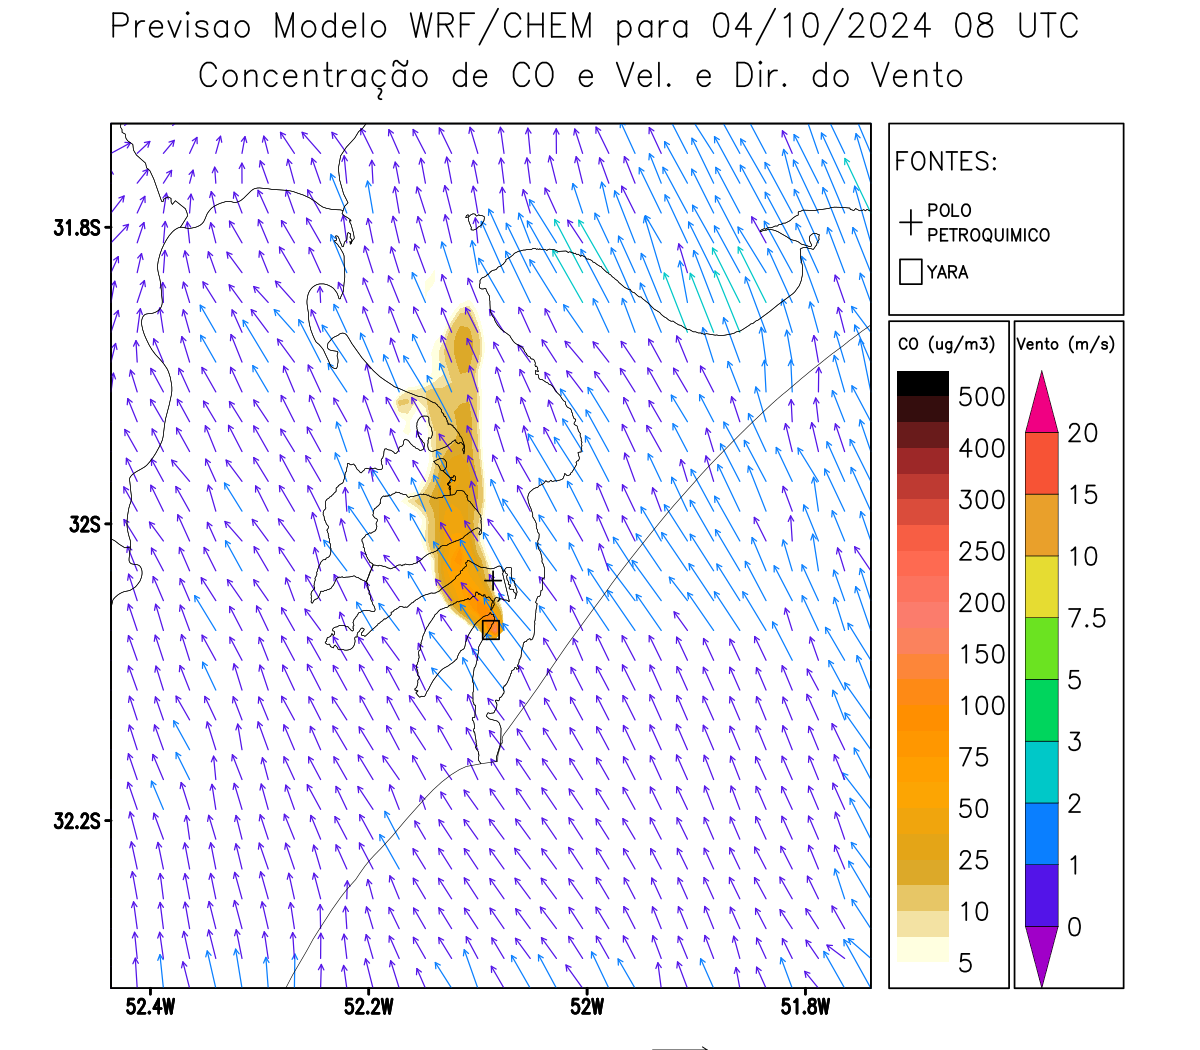 Previsao Modelo WRF/CHEM para 04/10/2024 08 UTC
Concentração de CO e Vel. e Dir. do Vento
FONTES:
POLO
PETROQUIMICO
YARA
CO (ug/m3)
500
400
300
250
200
150
100
75
50
25
10
5
Vento (m/s)
20
15
10
7.5
5
3
2
1
0
31.8S
32S
32.2S
52.4W 52.2W 52W 51.8W